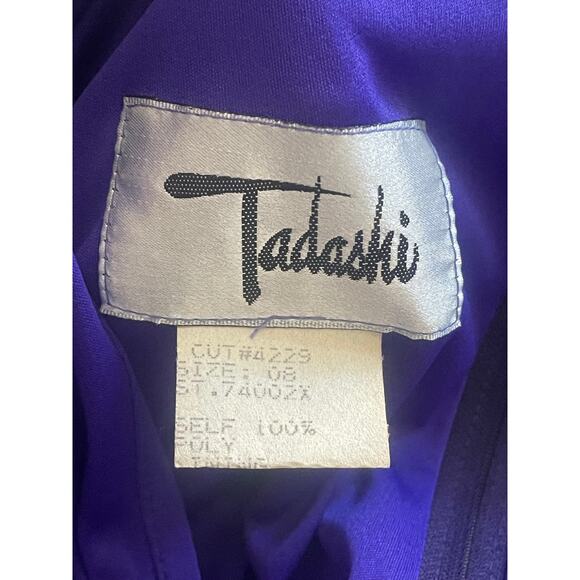 Tadashi
CUT#4229
SIZE: 08
ST.74002X
SELF 100%
POLY